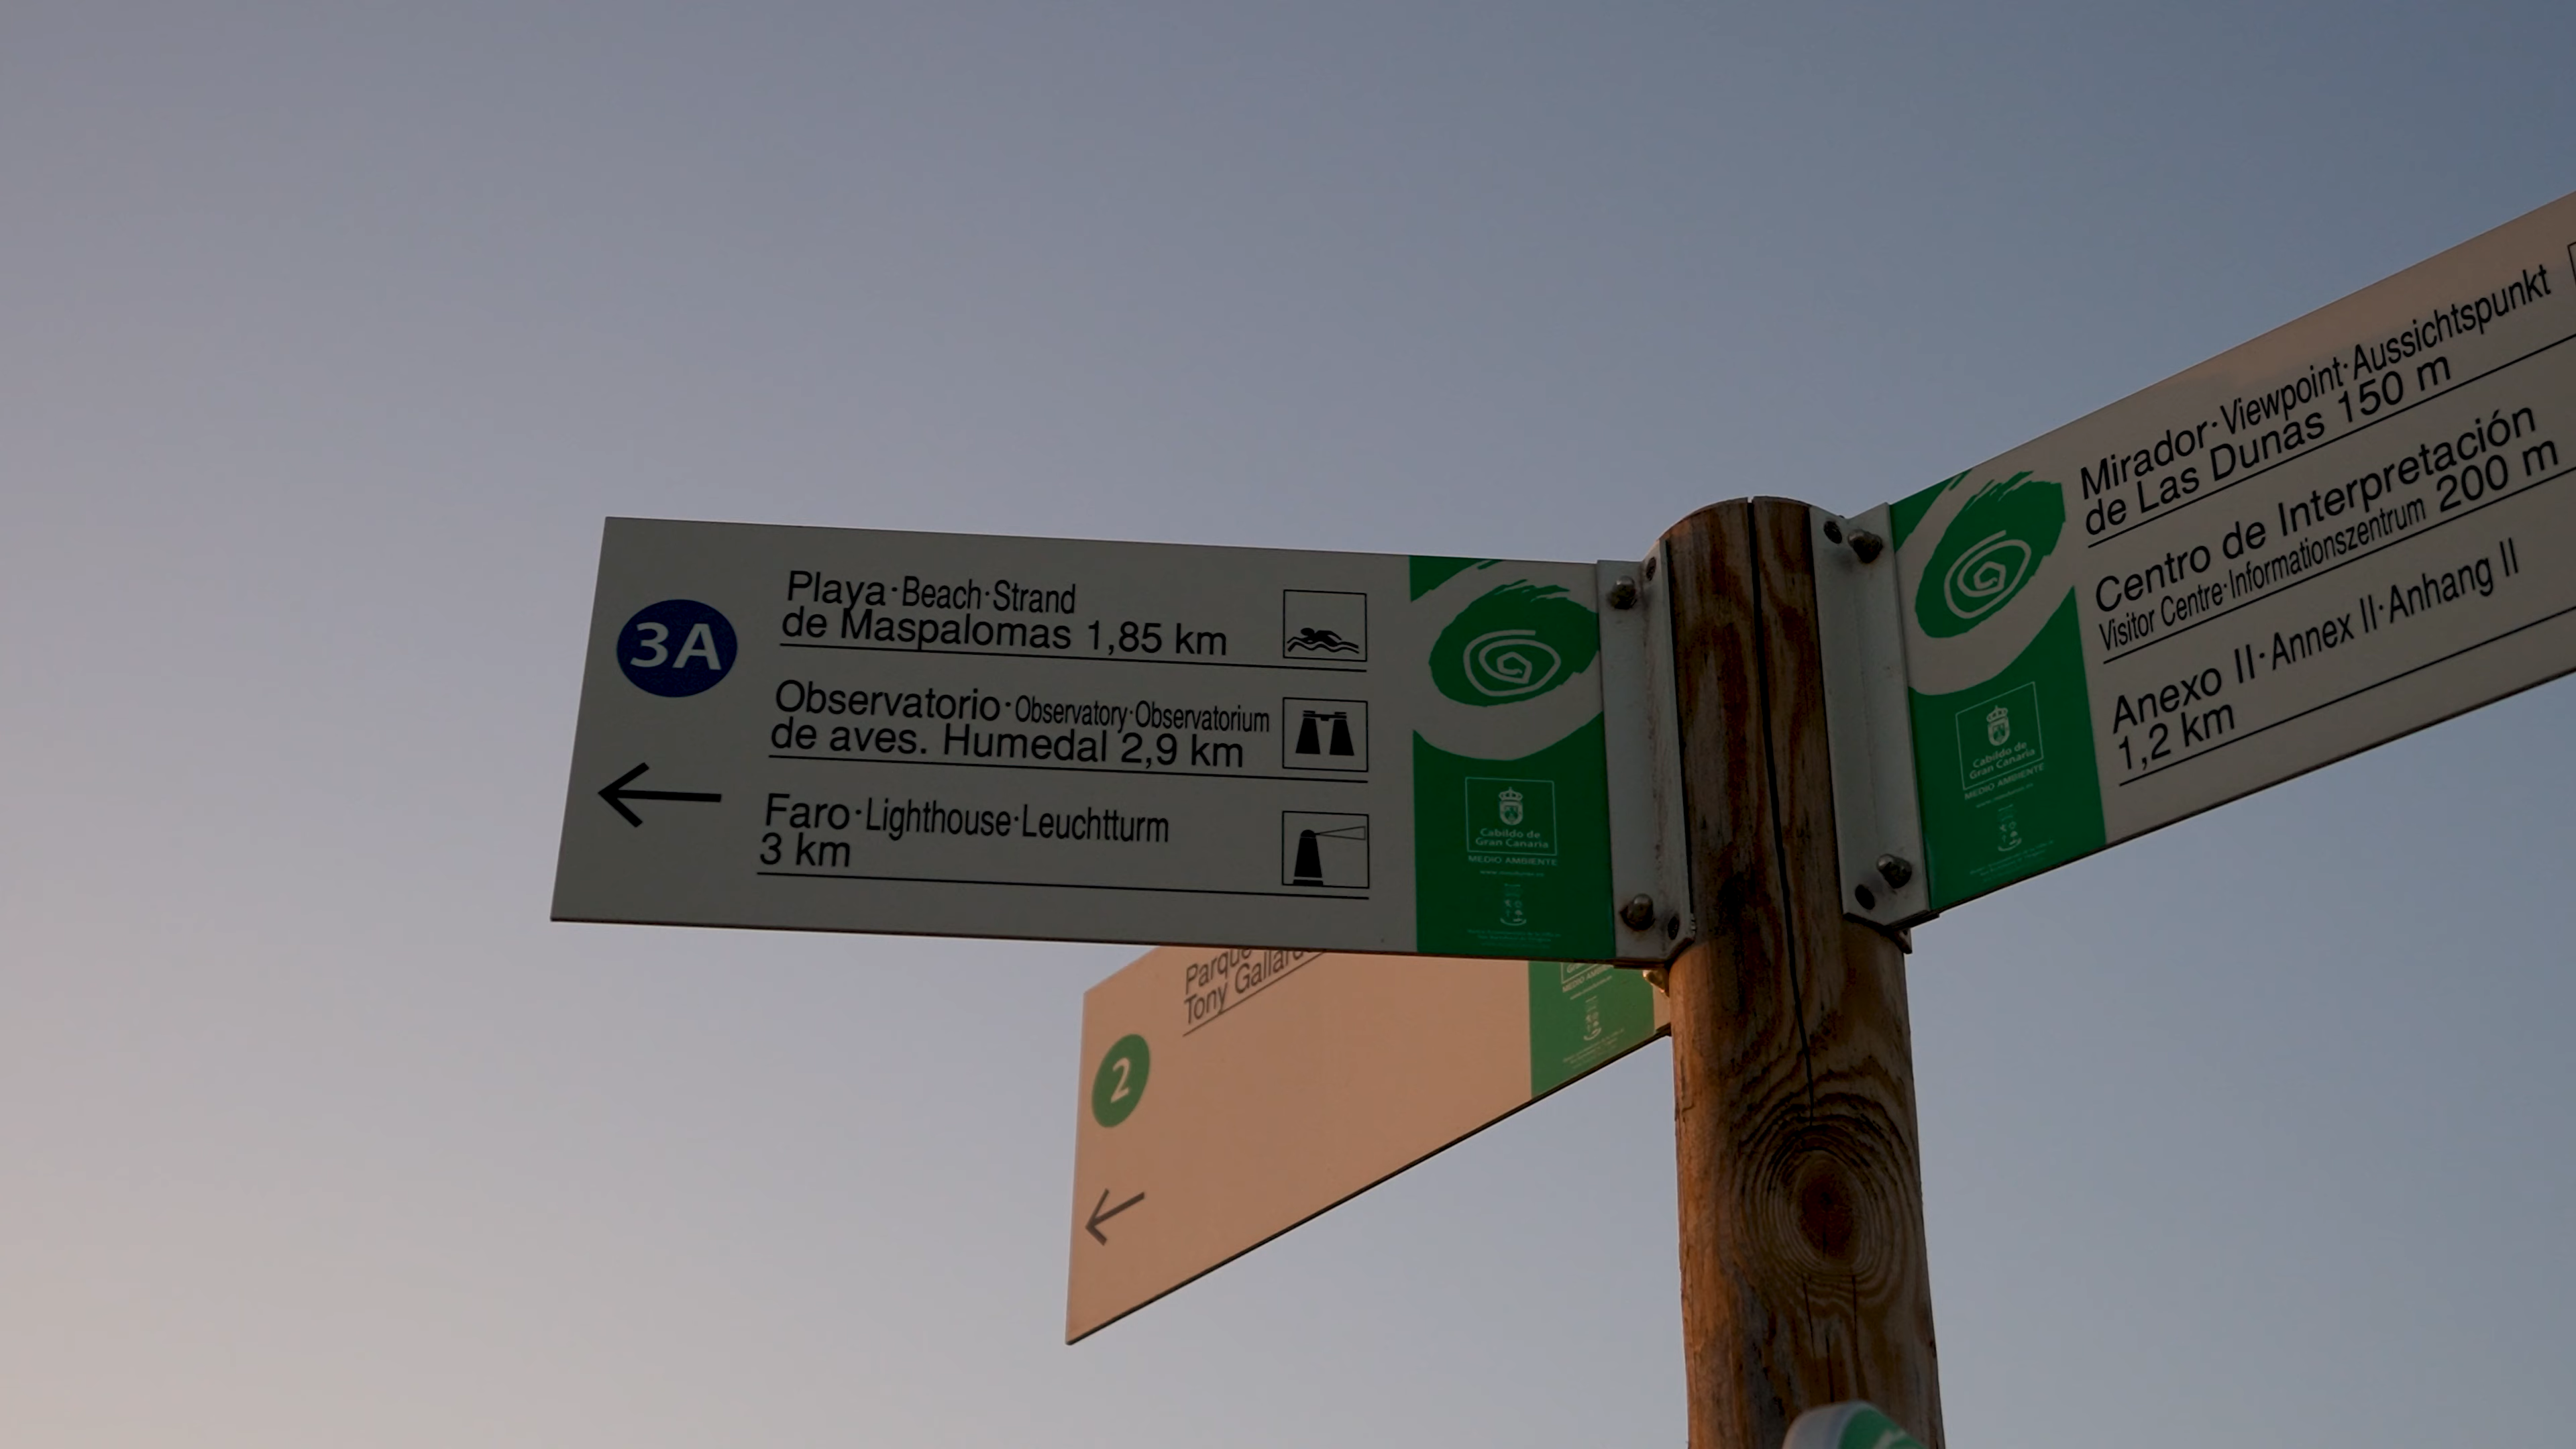 3A
Playa·Beach·Strand
de Maspalomas 1,85 km
Observatorio·Observatory·Observatorium
de aves. Humedal 2,9 km
Faro·Lighthouse·Leuchtturm
3 km
Cabildo de
Gran Canaria
MEDIO AMBIENTE
Mirador·Viewpoint·Aussichtspunkt
de Las Dunas 150 m
Centro de Interpretación
Visitor Centre·Informationszentrum 200 m
Anexo II·Annex II·Anhang II
1,2 km
Cabildo de
Gran Canaria
MEDIO AMBIENTE
Parque
Tony
2
MEDIO